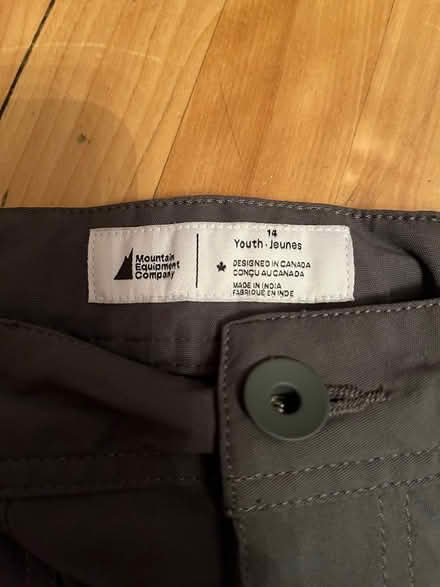 Mountain
Equipment
Company
14
Youth · Jeunes
DESIGNED IN CANADA
CONÇU AU CANADA
MADE IN INDIA
FABRIQUÉ EN INDE